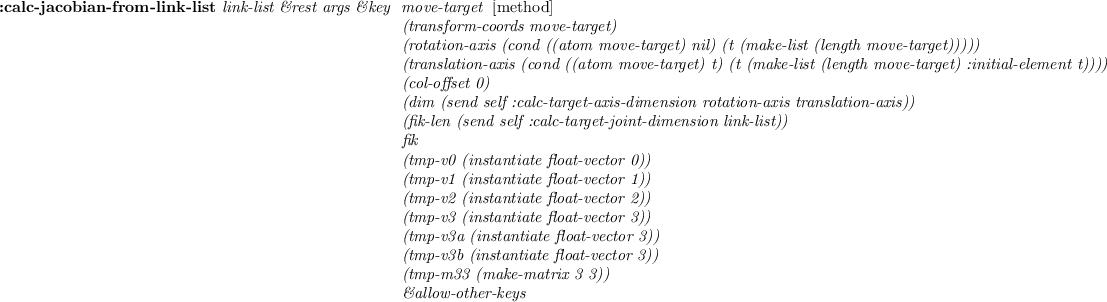 :calc-jacobian-from-link-list link-list &rest args &key move-target [method]
(transform-coords move-target)
(rotation-axis (cond ((atom move-target) nil) (t (make-list (length move-target)))))
(translation-axis (cond ((atom move-target) t) (t (make-list (length move-target) :initial-element t))))
(col-offset 0)
(dim (send self :calc-target-axis-dimension rotation-axis translation-axis))
(fik-len (send self :calc-target-joint-dimension link-list))
fik
(tmp-v0 (instantiate float-vector 0))
(tmp-v1 (instantiate float-vector 1))
(tmp-v2 (instantiate float-vector 2))
(tmp-v3 (instantiate float-vector 3))
(tmp-v3a (instantiate float-vector 3))
(tmp-v3b (instantiate float-vector 3))
(tmp-m33 (make-matrix 3 3))
&allow-other-keys